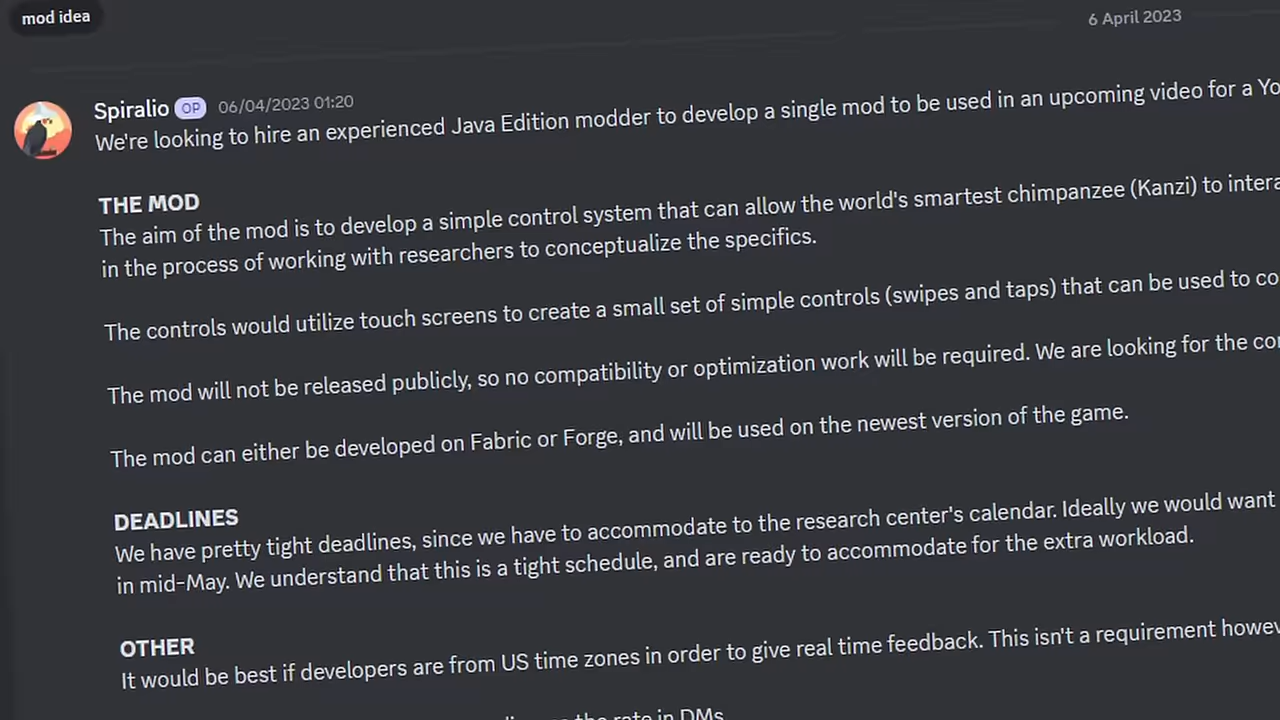 mod idea
6 April 2023
Spiralio OP 06/04/2023 01:20
We're looking to hire an experienced Java Edition modder to develop a single mod to be used in an upcoming video for a
THE MOD
The aim of the mod is to develop a simple control system that can allow the world's smartest chimpanzee (Kanzi) to
in the process of working with researchers to conceptualize the specifics.
The controls would utilize touch screens to create a small set of simple controls (swipes and taps) that can be used to
The mod will not be released publicly, so no compatibility or optimization work will be required. We are looking for the
The mod can either be developed on Fabric or Forge, and will be used on the newest version of the game.
DEADLINES
We have pretty tight deadlines, since we have to accommodate to the research center's calendar. Ideally we would want
in mid-May. We understand that this is a tight schedule, and are ready to accommodate for the extra workload.
OTHER
It would be best if developers are from US time zones in order to give real time feedback. This isn't a requirement
the rate in DMs